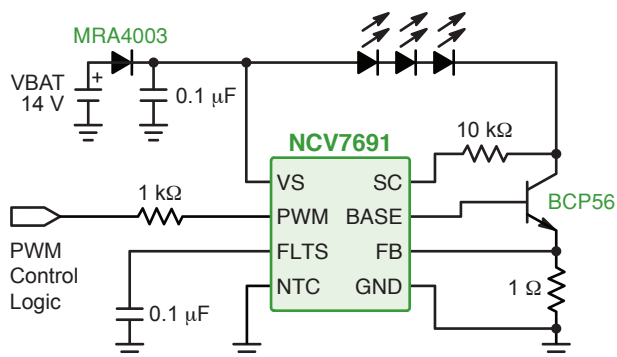 MRA4003
VBAT
14 V
+
0.1 μF
10 kΩ
NCV7691
VS
SC
1 kΩ
PWM
BASE
BCP56
FLTS
FB
PWM
Control
Logic
NTC
GND
1 Ω
0.1 μF